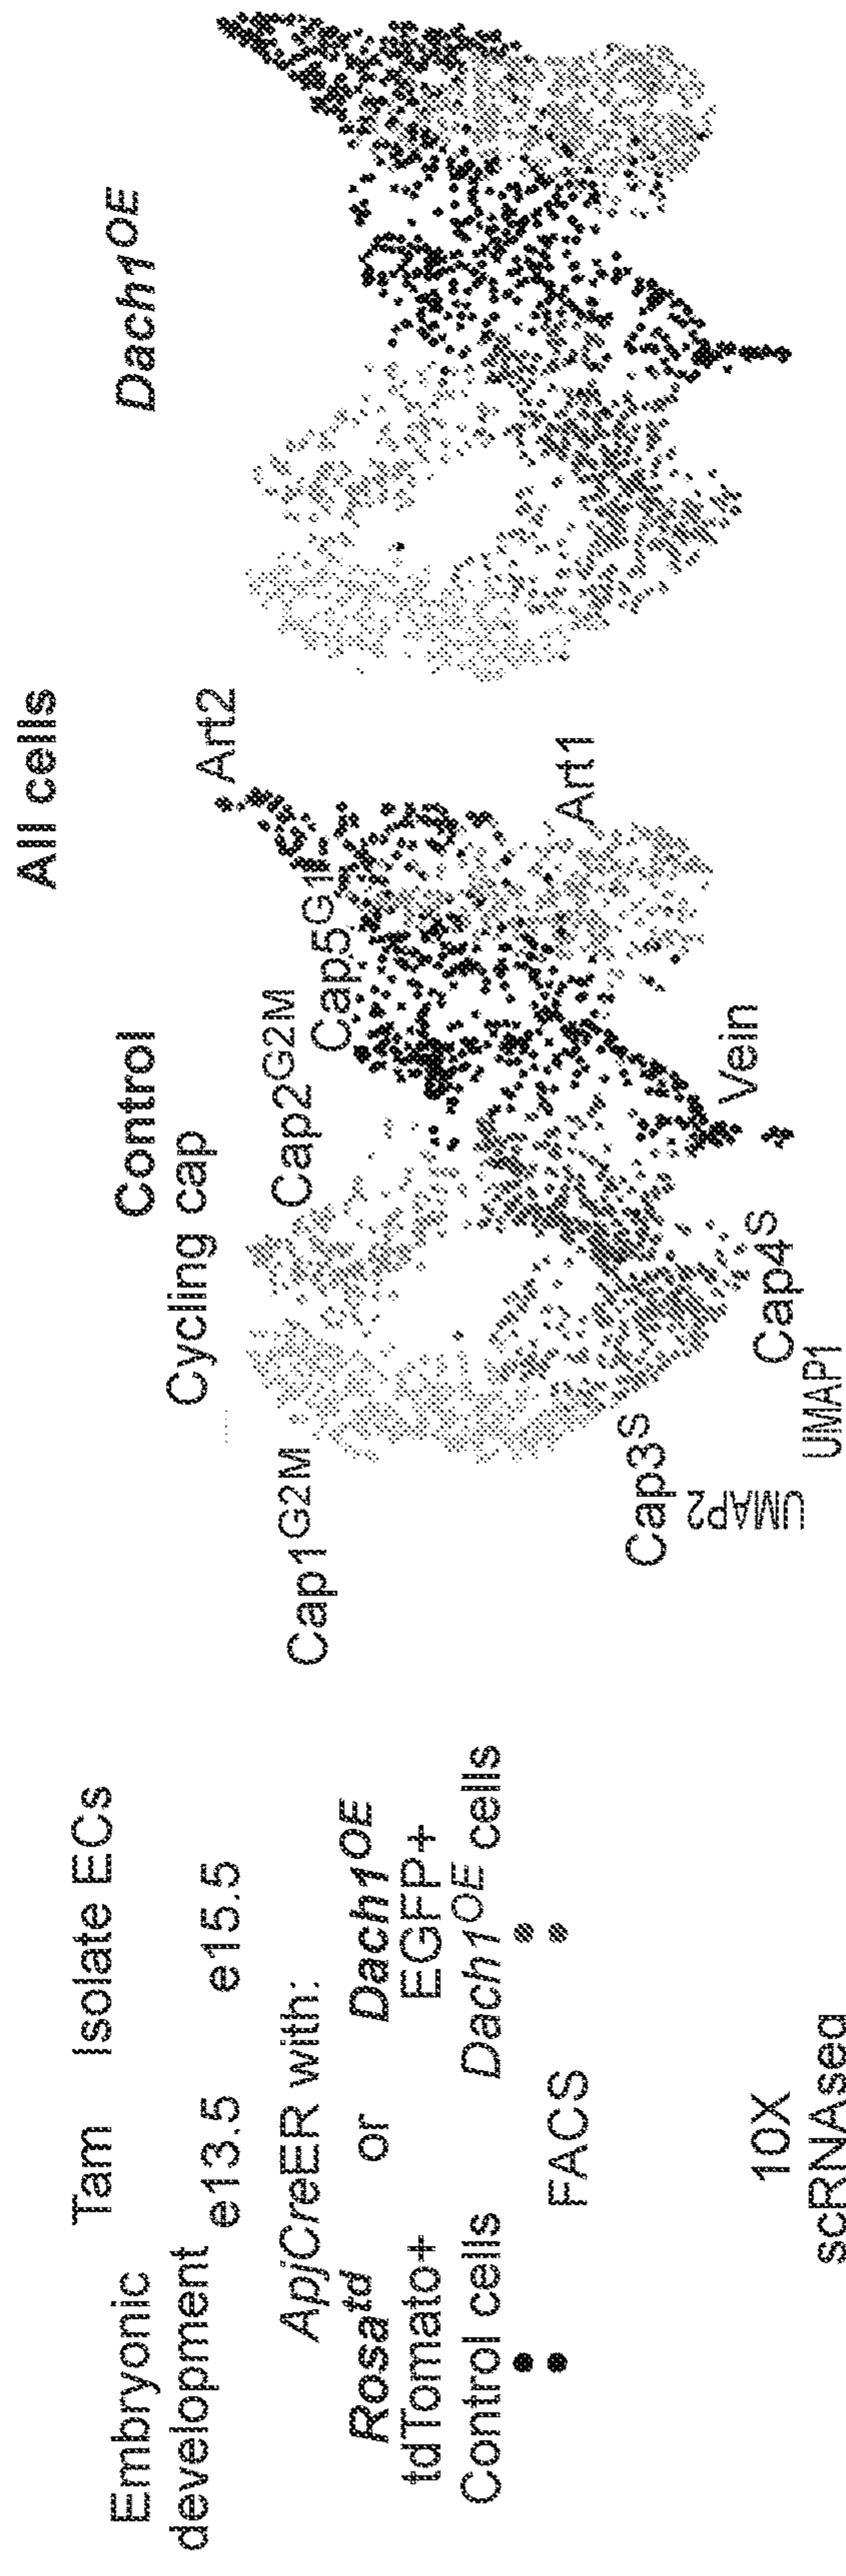 Tam Isolate ECs
Embryonic
development
e13.5 e15.5
ApjCreER with:
Rosatd or Dach1OE
tdTomato+ EGFP+
Control cells Dach1OE cells
FACS
10X
scRNAseq
All cells
Control
Dach1OE
Cycling cap
Art2
Cap1G2M
Cap2G2M
Cap5G1
Art1
Cap3S
Vein
Cap4S
UMAP2
UMAP1